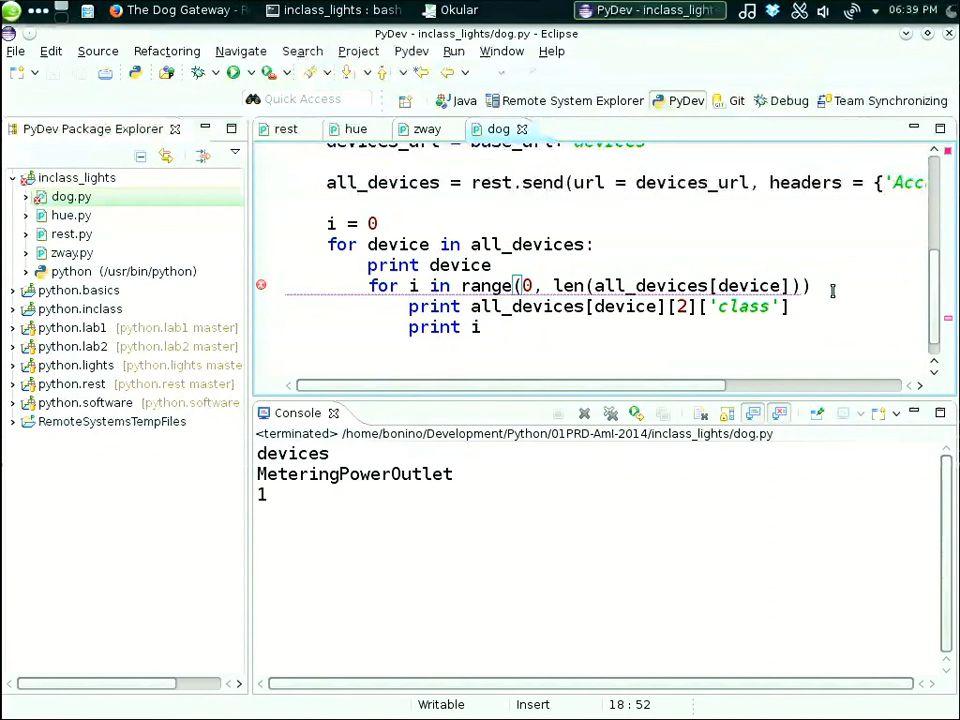 The Dog Gateway - R
inclass_lights : bash
Okular
PyDev - inclass_light
06:39 PM
PyDev - inclass_lights/dog.py - Eclipse
File Edit Source Refactoring Navigate Search Project Pydev Run Window Help
Quick Access
Java
Remote System Explorer
PyDev
Git
Debug
Team Synchronizing
PyDev Package Explorer
inclass_lights
dog.py
hue.py
rest.py
zway.py
python (/usr/bin/python)
python.basics
python.inclass
python.lab1 [python.lab1 master]
python.lab2 [python.lab2 master]
python.lights [python.lights maste
python.rest [python.rest master]
python.software [python.software
RemoteSystemsTempFiles
rest
hue
zway
dog
devices_url = base_url+'devices'
all_devices = rest.send(url = devices_url, headers = {'Acc
i = 0
for device in all_devices:
print device
for i in range(0, len(all_devices[device]))
print all_devices[device][2]['class']
print i
Console
<terminated> /home/bonino/Development/Python/01PRD-AmI-2014/inclass_lights/dog.py
devices
MeteringPowerOutlet
1
Writable
Insert
18 : 52